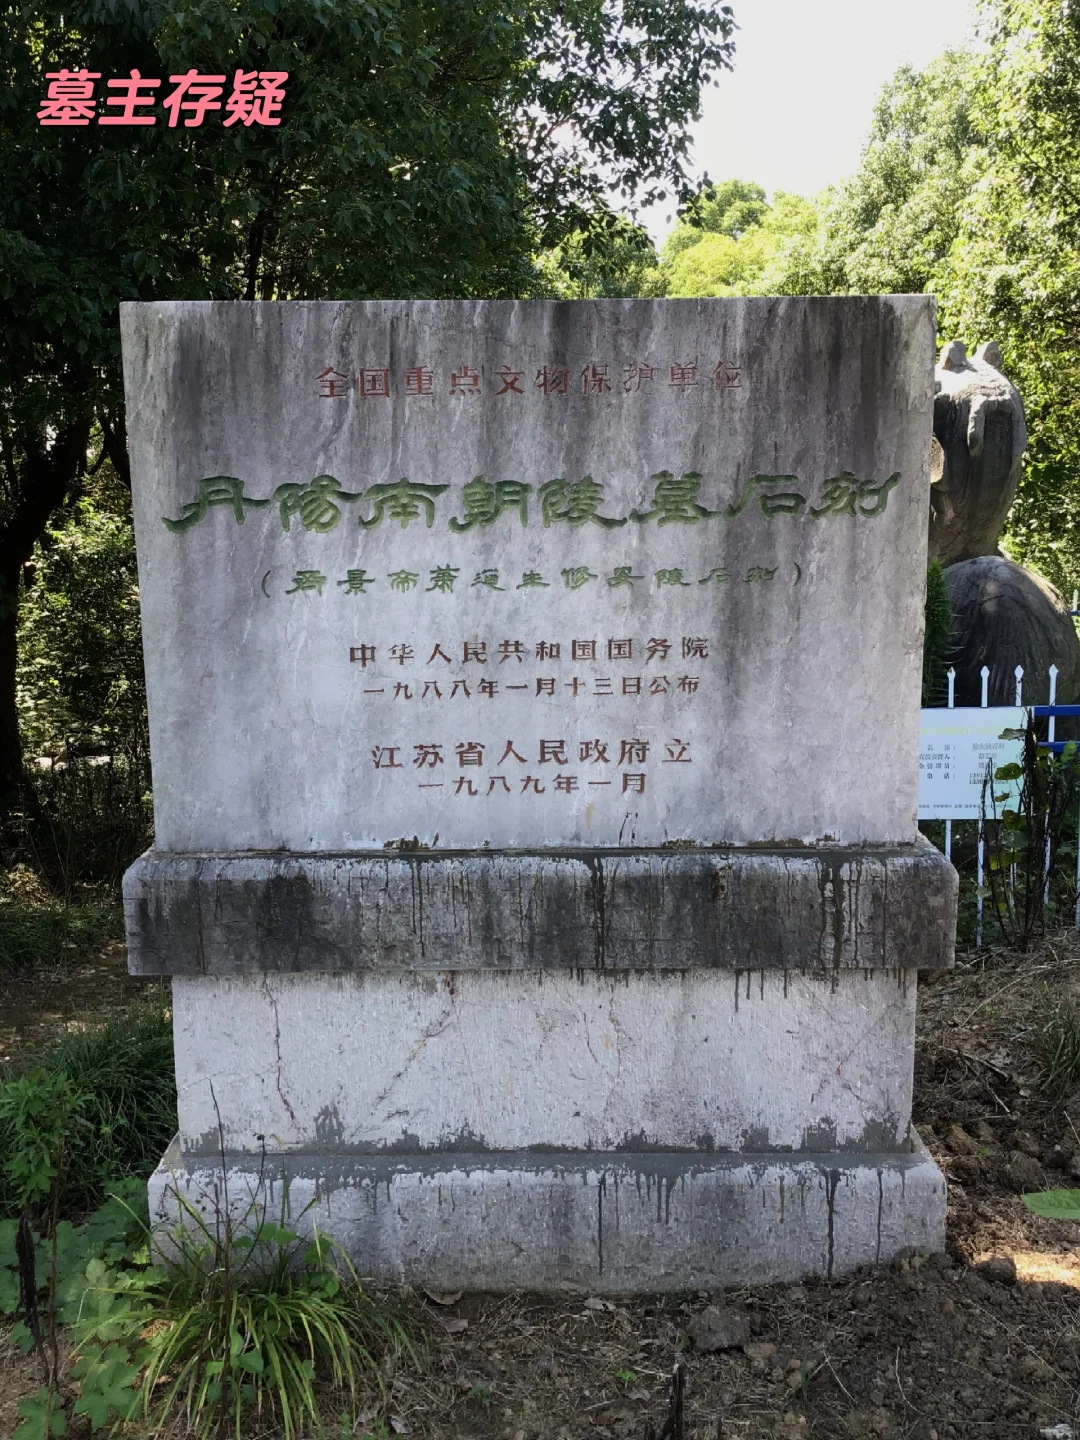 墓主存疑
全国重点文物保护单位
丹陽南朝陵墓石刻
（齊景帝萧道生修安陵石刻）
中华人民共和国国务院
一九八八年一月十三日公布
江苏省人民政府立
一九八九年一月